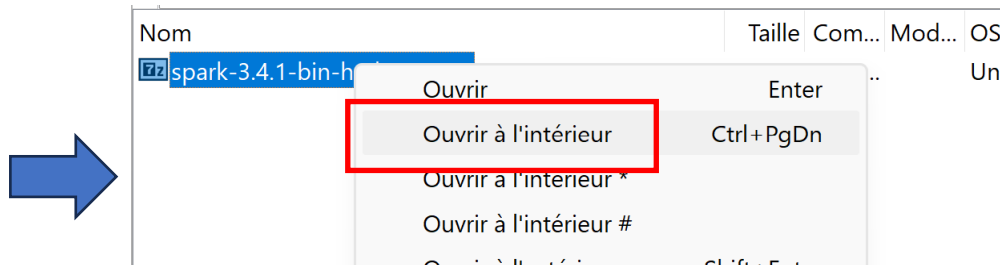 Nom Taille Com... Mod... OS
7z spark-3.4.1-bin-h .. Un
Ouvrir Enter
Ouvrir à l'intérieur Ctrl+PgDn
Ouvrir à l'intérieur *
Ouvrir à l'intérieur #